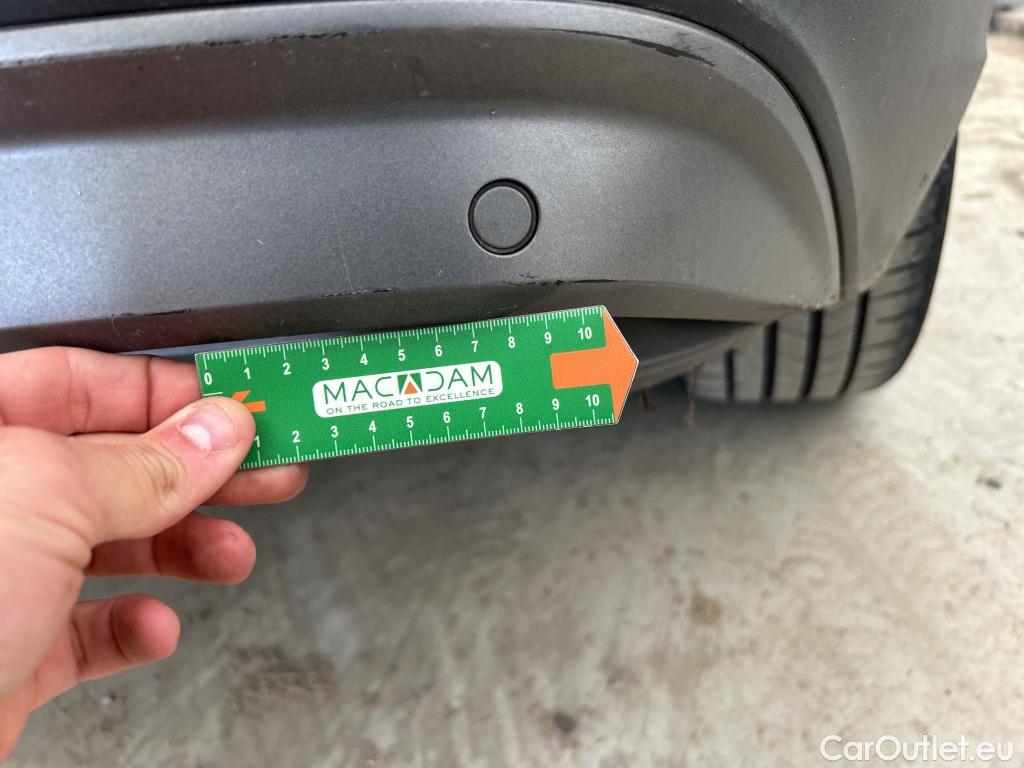 0 1 2 3 4 5 6 7 8 9 10
MACADAM
ON THE ROAD TO EXCELLENCE
1 2 3 4 5 6 7 8 9 10
CarOutlet.eu